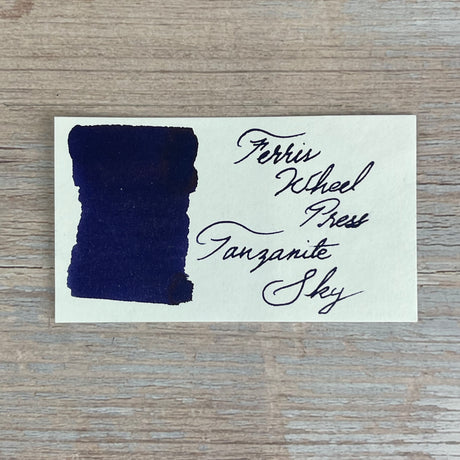 Ferris
Wheel
Press
Tanzanite
Sky